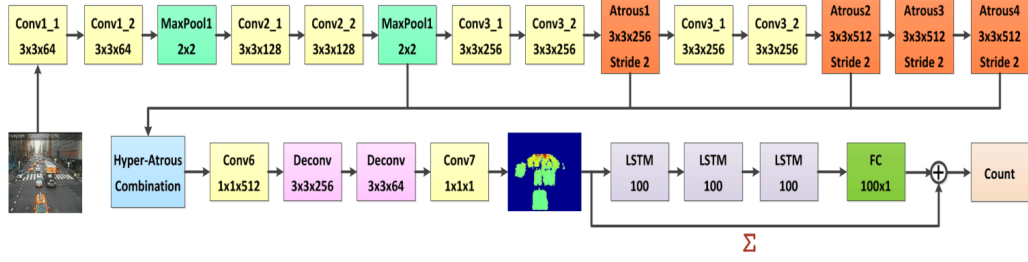 Conv1_1
3x3x64
Conv1_2
3x3x64
MaxPool1
2x2
Conv2_1
3x3x128
Conv2_2
3x3x128
MaxPool1
2x2
Conv3_1
3x3x256
Conv3_2
3x3x256
Atrous1
3x3x256
Stride 2
Conv3_1
3x3x256
Conv3_2
3x3x256
Atrous2
3x3x512
Stride 2
Atrous3
3x3x512
Stride 2
Atrous4
3x3x512
Stride 2
Hyper-Atrous
Combination
Conv6
1x1x512
Deconv
3x3x256
Deconv
3x3x64
Conv7
1x1x1
LSTM
100
LSTM
100
LSTM
100
FC
100x1
+
Count
Σ